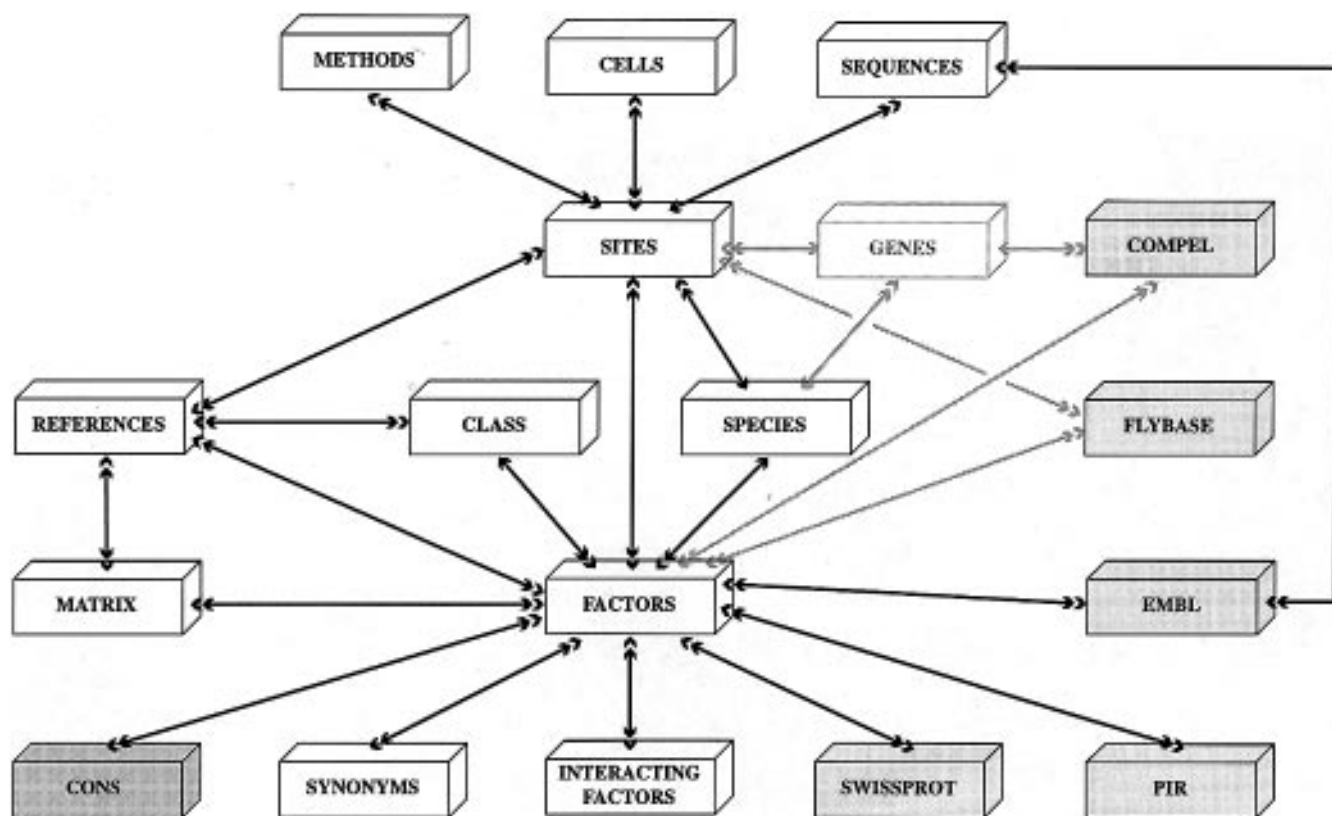 METHODS
CELLS
SEQUENCES
SITES
GENES
COMPEL
REFERENCES
CLASS
SPECIES
FLYBASE
MATRIX
FACTORS
EMBL
CONS
SYNONYMS
INTERACTING
FACTORS
SWISSPROT
PIR